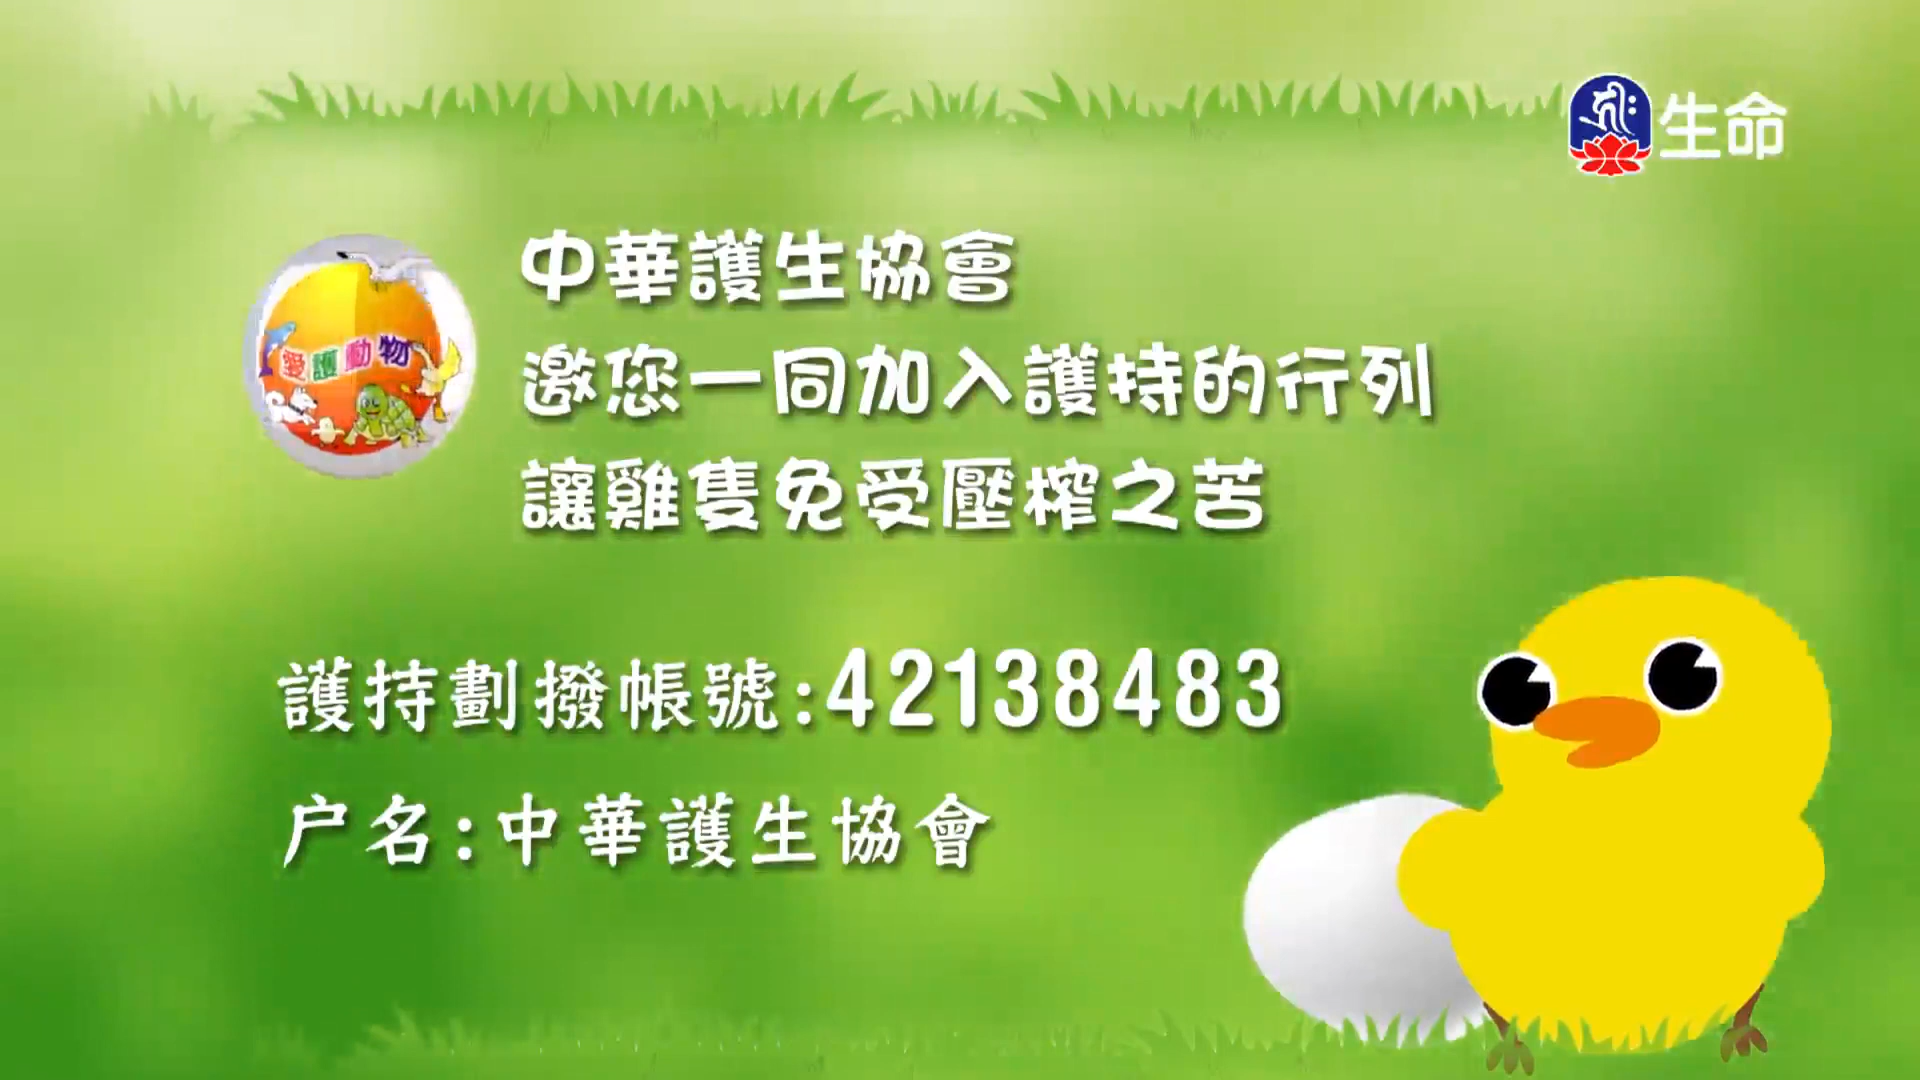 生命
中華護生協會
邀您一同加入護持的行列
讓雞隻免受壓榨之苦
愛護動物
護持劃撥帳號:42138483
户名:中華護生協會